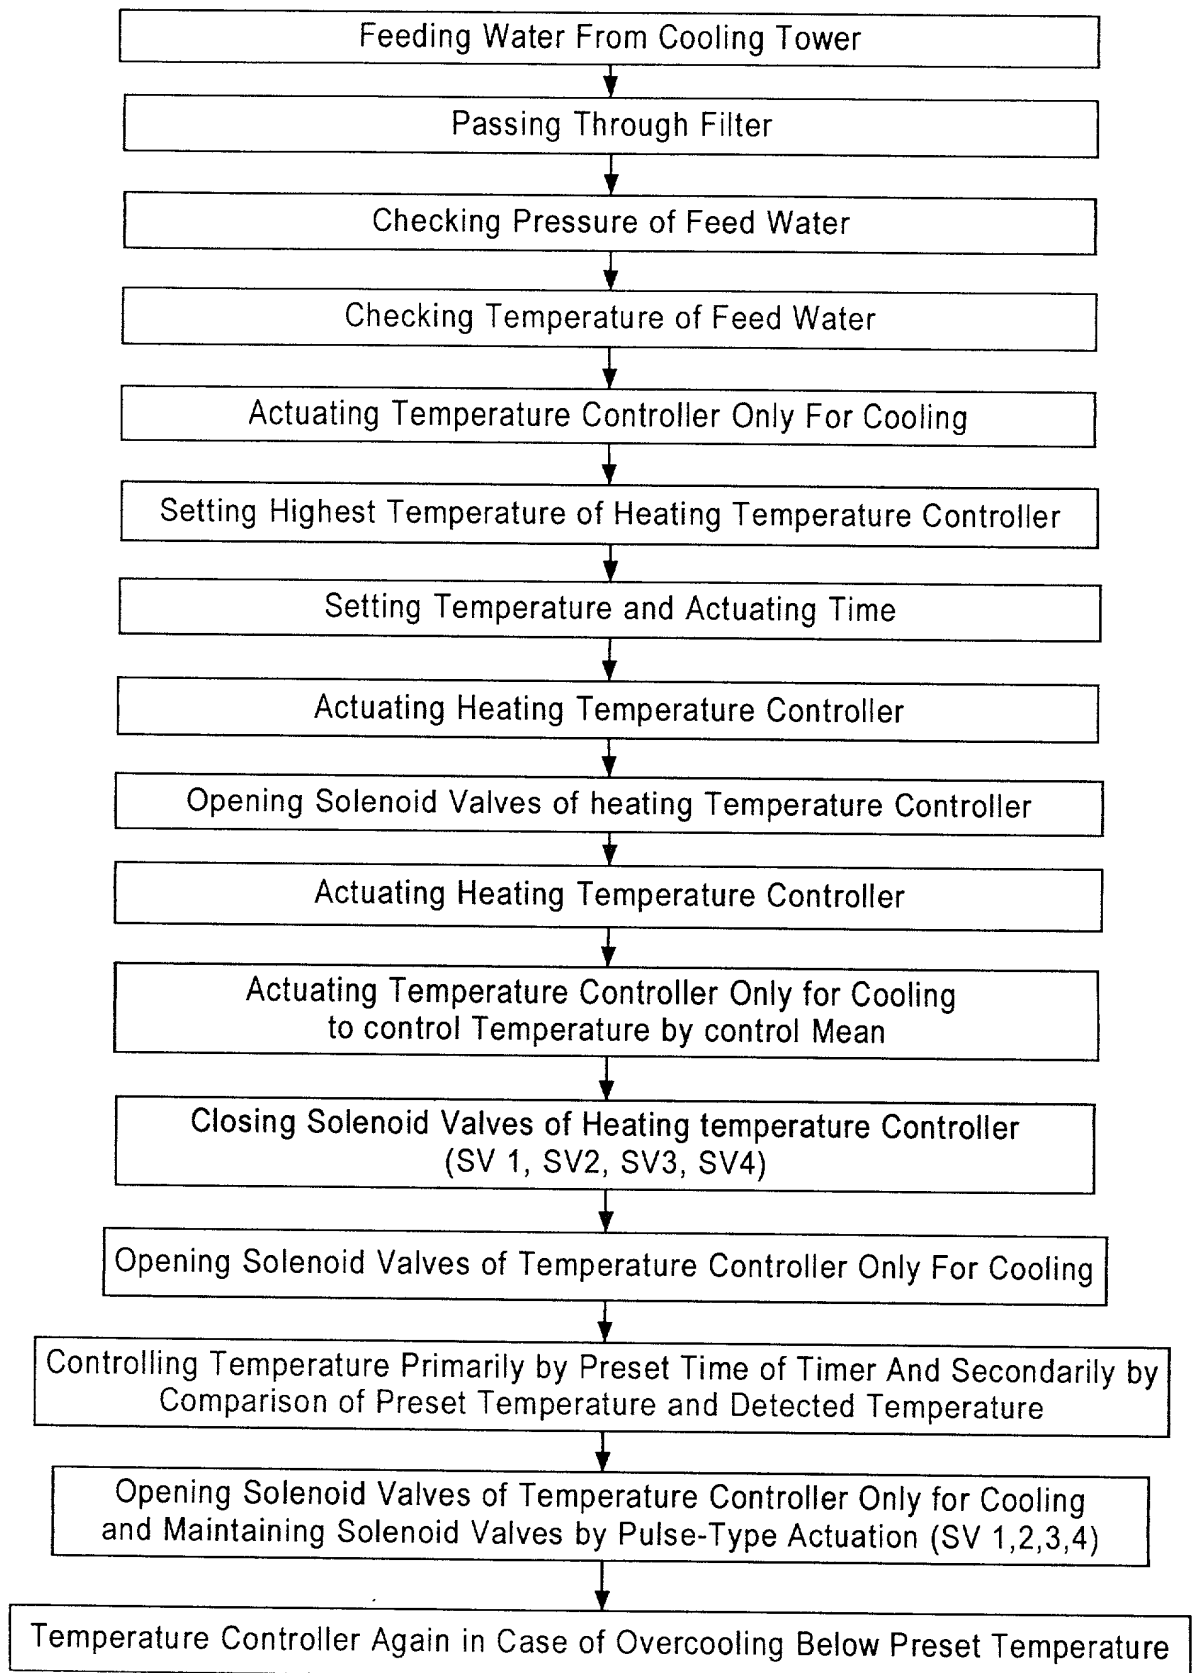 Feeding Water From Cooling Tower
Passing Through Filter
Checking Pressure of Feed Water
Checking Temperature of Feed Water
Actuating Temperature Controller Only For Cooling
Setting Highest Temperature of Heating Temperature Controller
Setting Temperature and Actuating Time
Actuating Heating Temperature Controller
Opening Solenoid Valves of heating Temperature Controller
Actuating Heating Temperature Controller
Actuating Temperature Controller Only for Cooling
to control Temperature by control Mean
Closing Solenoid Valves of Heating temperature Controller
(SV 1, SV2, SV3, SV4)
Opening Solenoid Valves of Temperature Controller Only For Cooling
Controlling Temperature Primarily by Preset Time of Timer And Secondarily by
Comparison of Preset Temperature and Detected Temperature
Opening Solenoid Valves of Temperature Controller Only for Cooling
and Maintaining Solenoid Valves by Pulse-Type Actuation (SV 1,2,3,4)
Temperature Controller Again in Case of Overcooling Below Preset Temperature